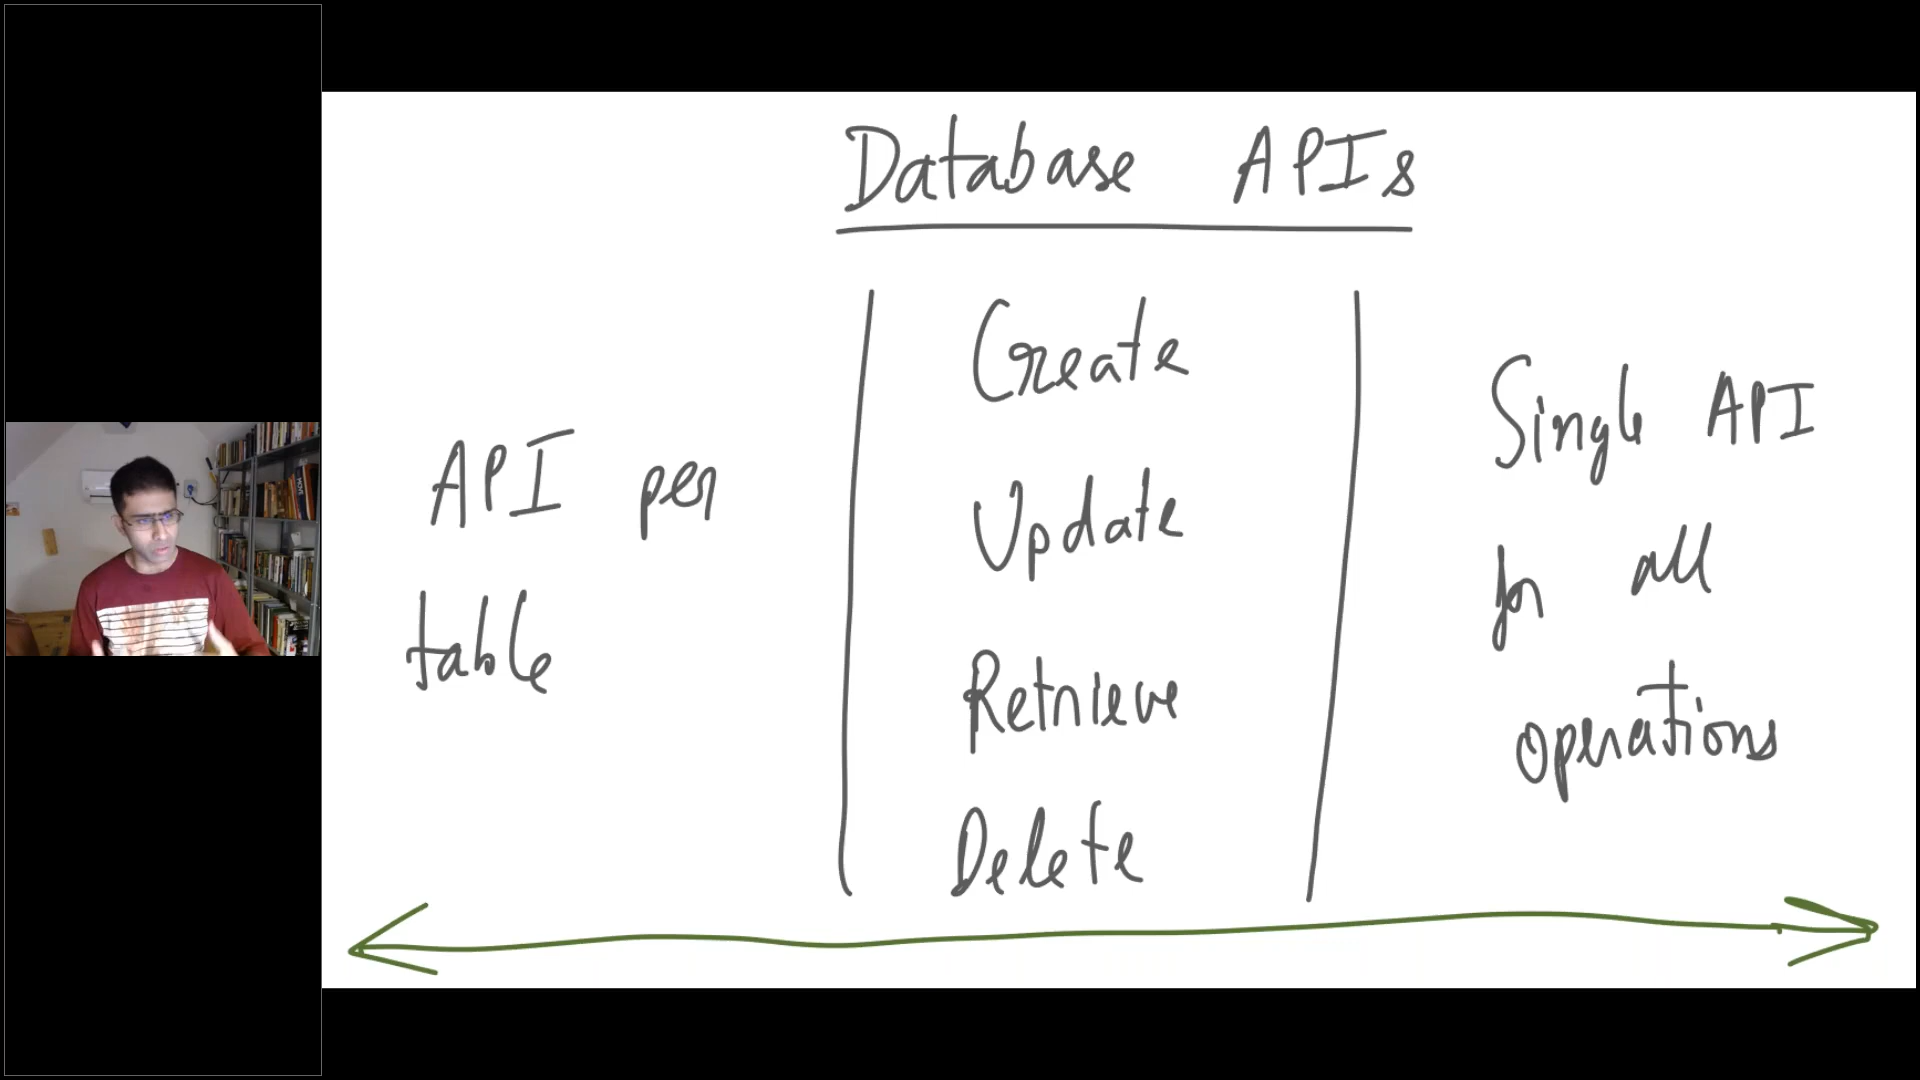 Database APIs
API per
table
Create
Update
Retrieve
Delete
Single API
for all
operations